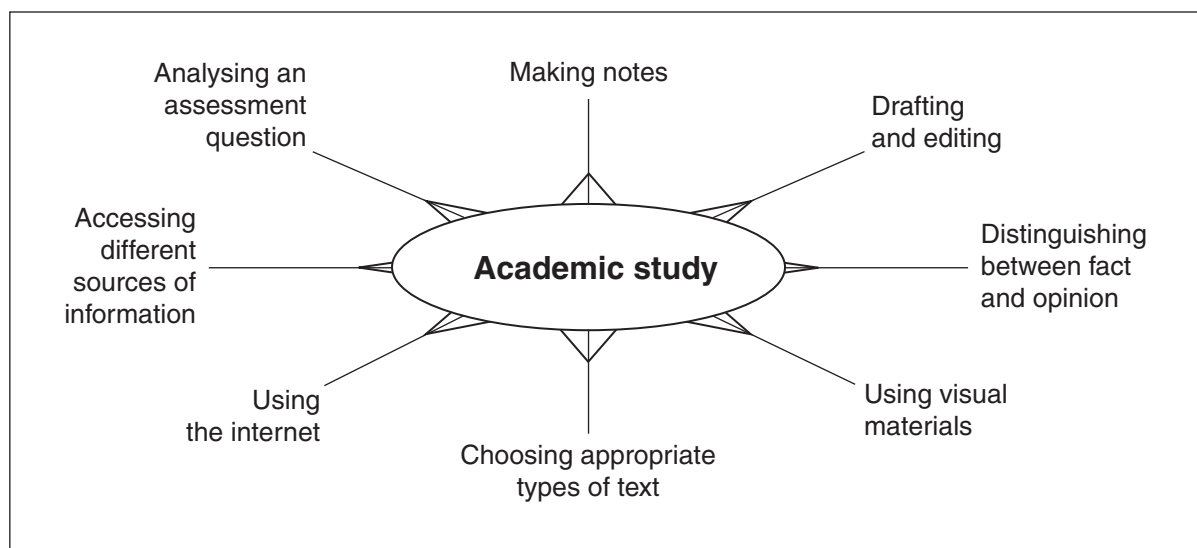 Making notes
Analysing an
assessment
question
Drafting
and editing
Accessing
different
sources of
information
Academic study
Distinguishing
between fact
and opinion
Using
the internet
Using visual
materials
Choosing appropriate
types of text